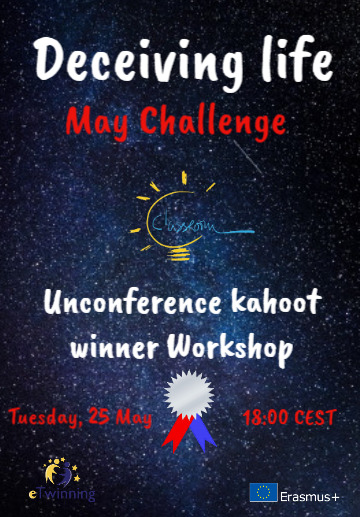 Deceiving life
May Challenge
Classroom
Unconference kahoot
winner Workshop
Tuesday, 25 May
18:00 CEST
eTwinning
Erasmus+